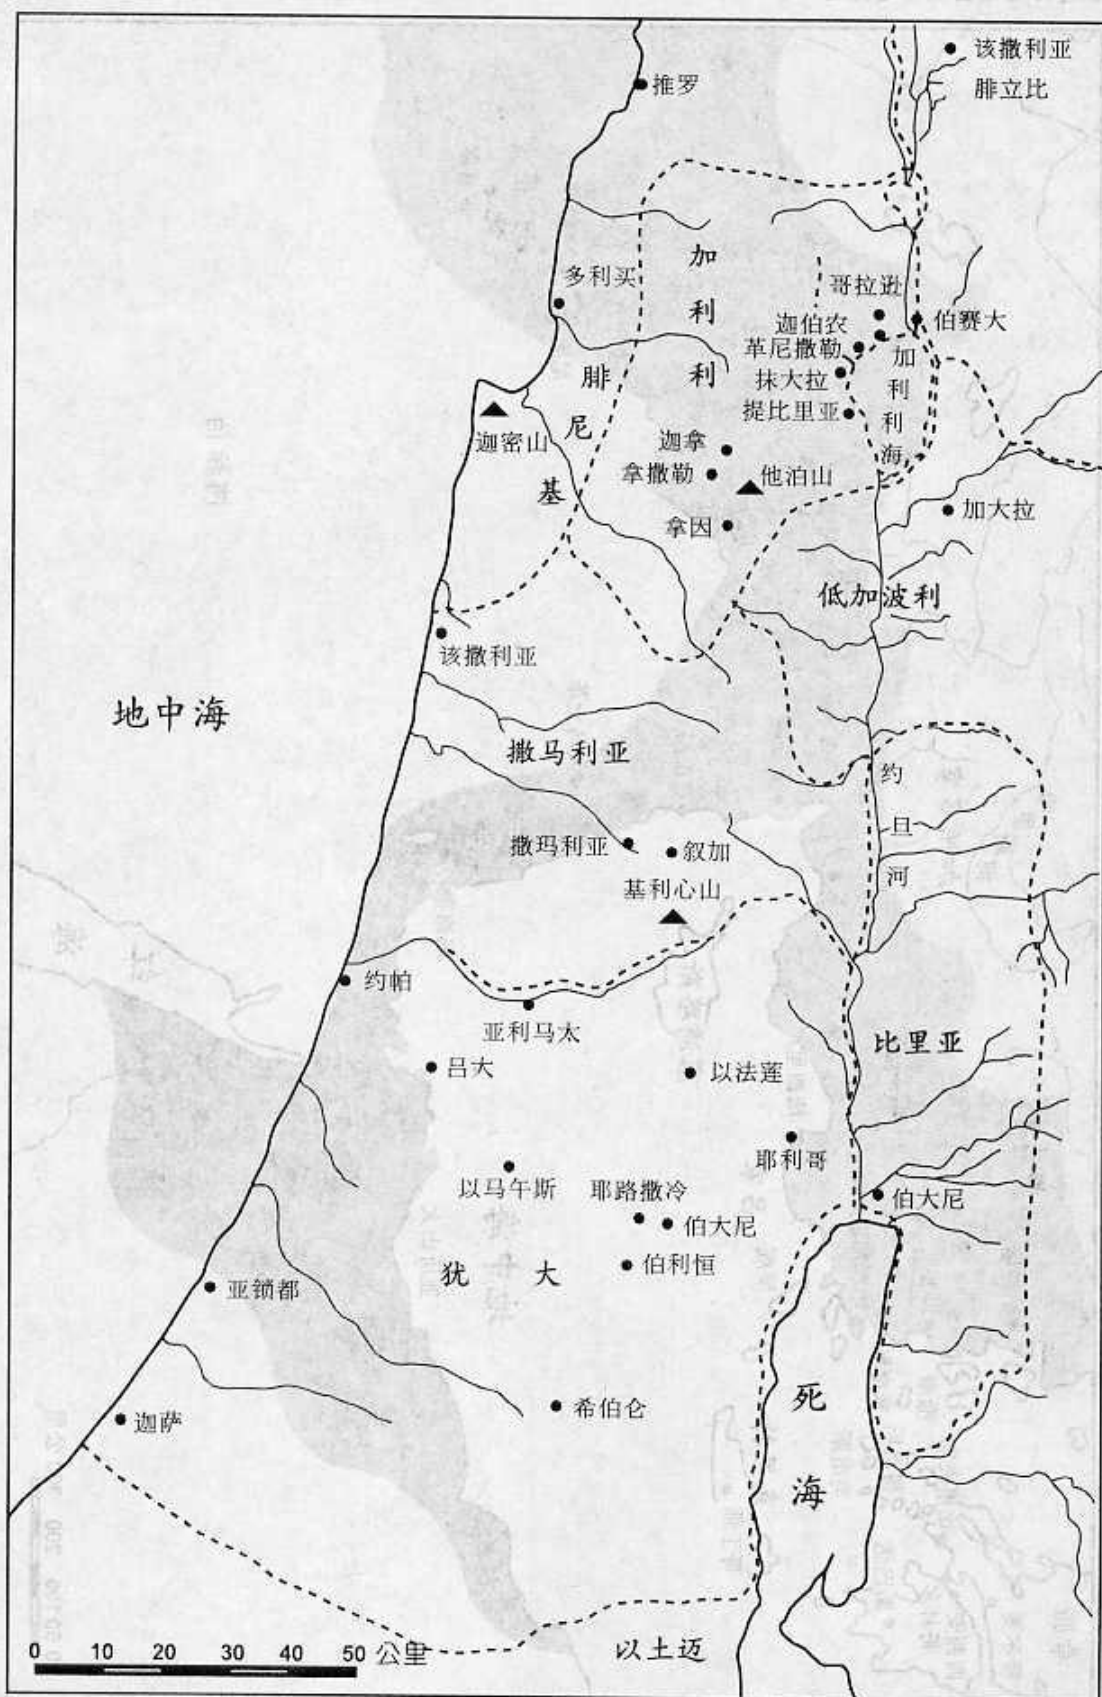 该撒利亚
腓立比
推罗
加利利
多利买
哥拉逊
迦伯农
伯赛大
革尼撒勒
加利利海
抹大拉
提比里亚
腓尼基
迦密山
迦拿
拿撒勒
他泊山
加大拉
拿因
低加波利
该撒利亚
地中海
撒马利亚
约旦河
撒玛利亚
叙加
基利心山
约帕
亚利马太
比里亚
吕大
以法莲
耶利哥
以马午斯
耶路撒冷
伯大尼
伯大尼
伯利恒
犹大
亚锁都
死海
希伯仑
迦萨
以土迈
0 10 20 30 40 50 公里